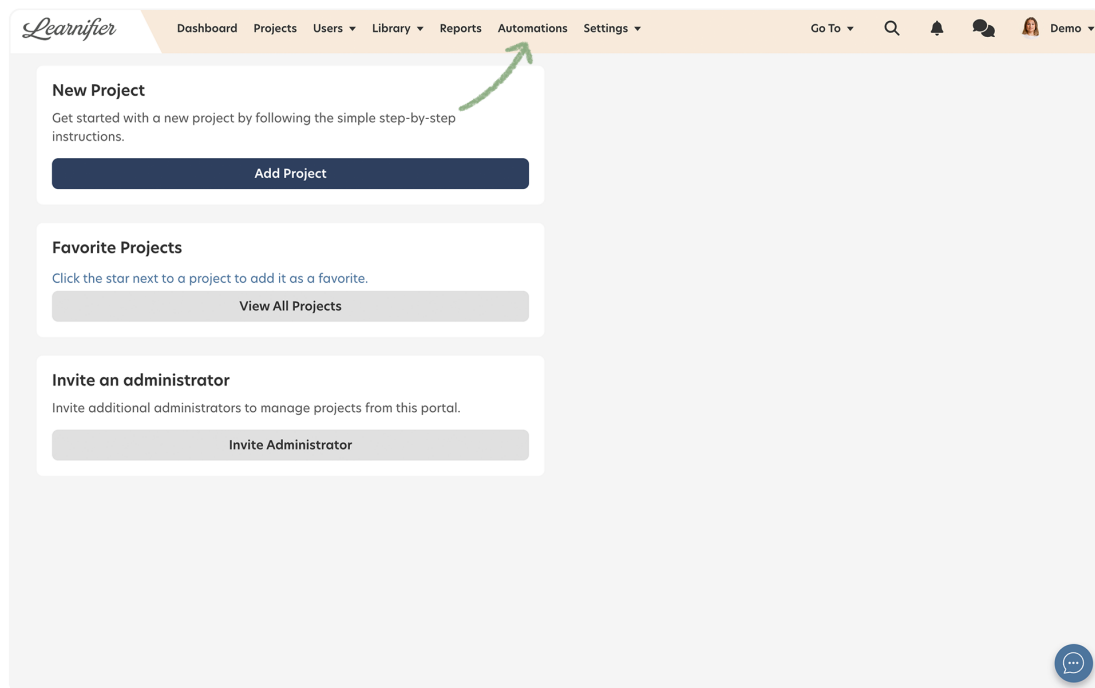 Learnifier Dashboard Projects Users Library Reports Automations Settings Go To Demo
New Project
Get started with a new project by following the simple step-by-step
instructions.
Add Project
Favorite Projects
Click the star next to a project to add it as a favorite.
View All Projects
Invite an administrator
Invite additional administrators to manage projects from this portal.
Invite Administrator